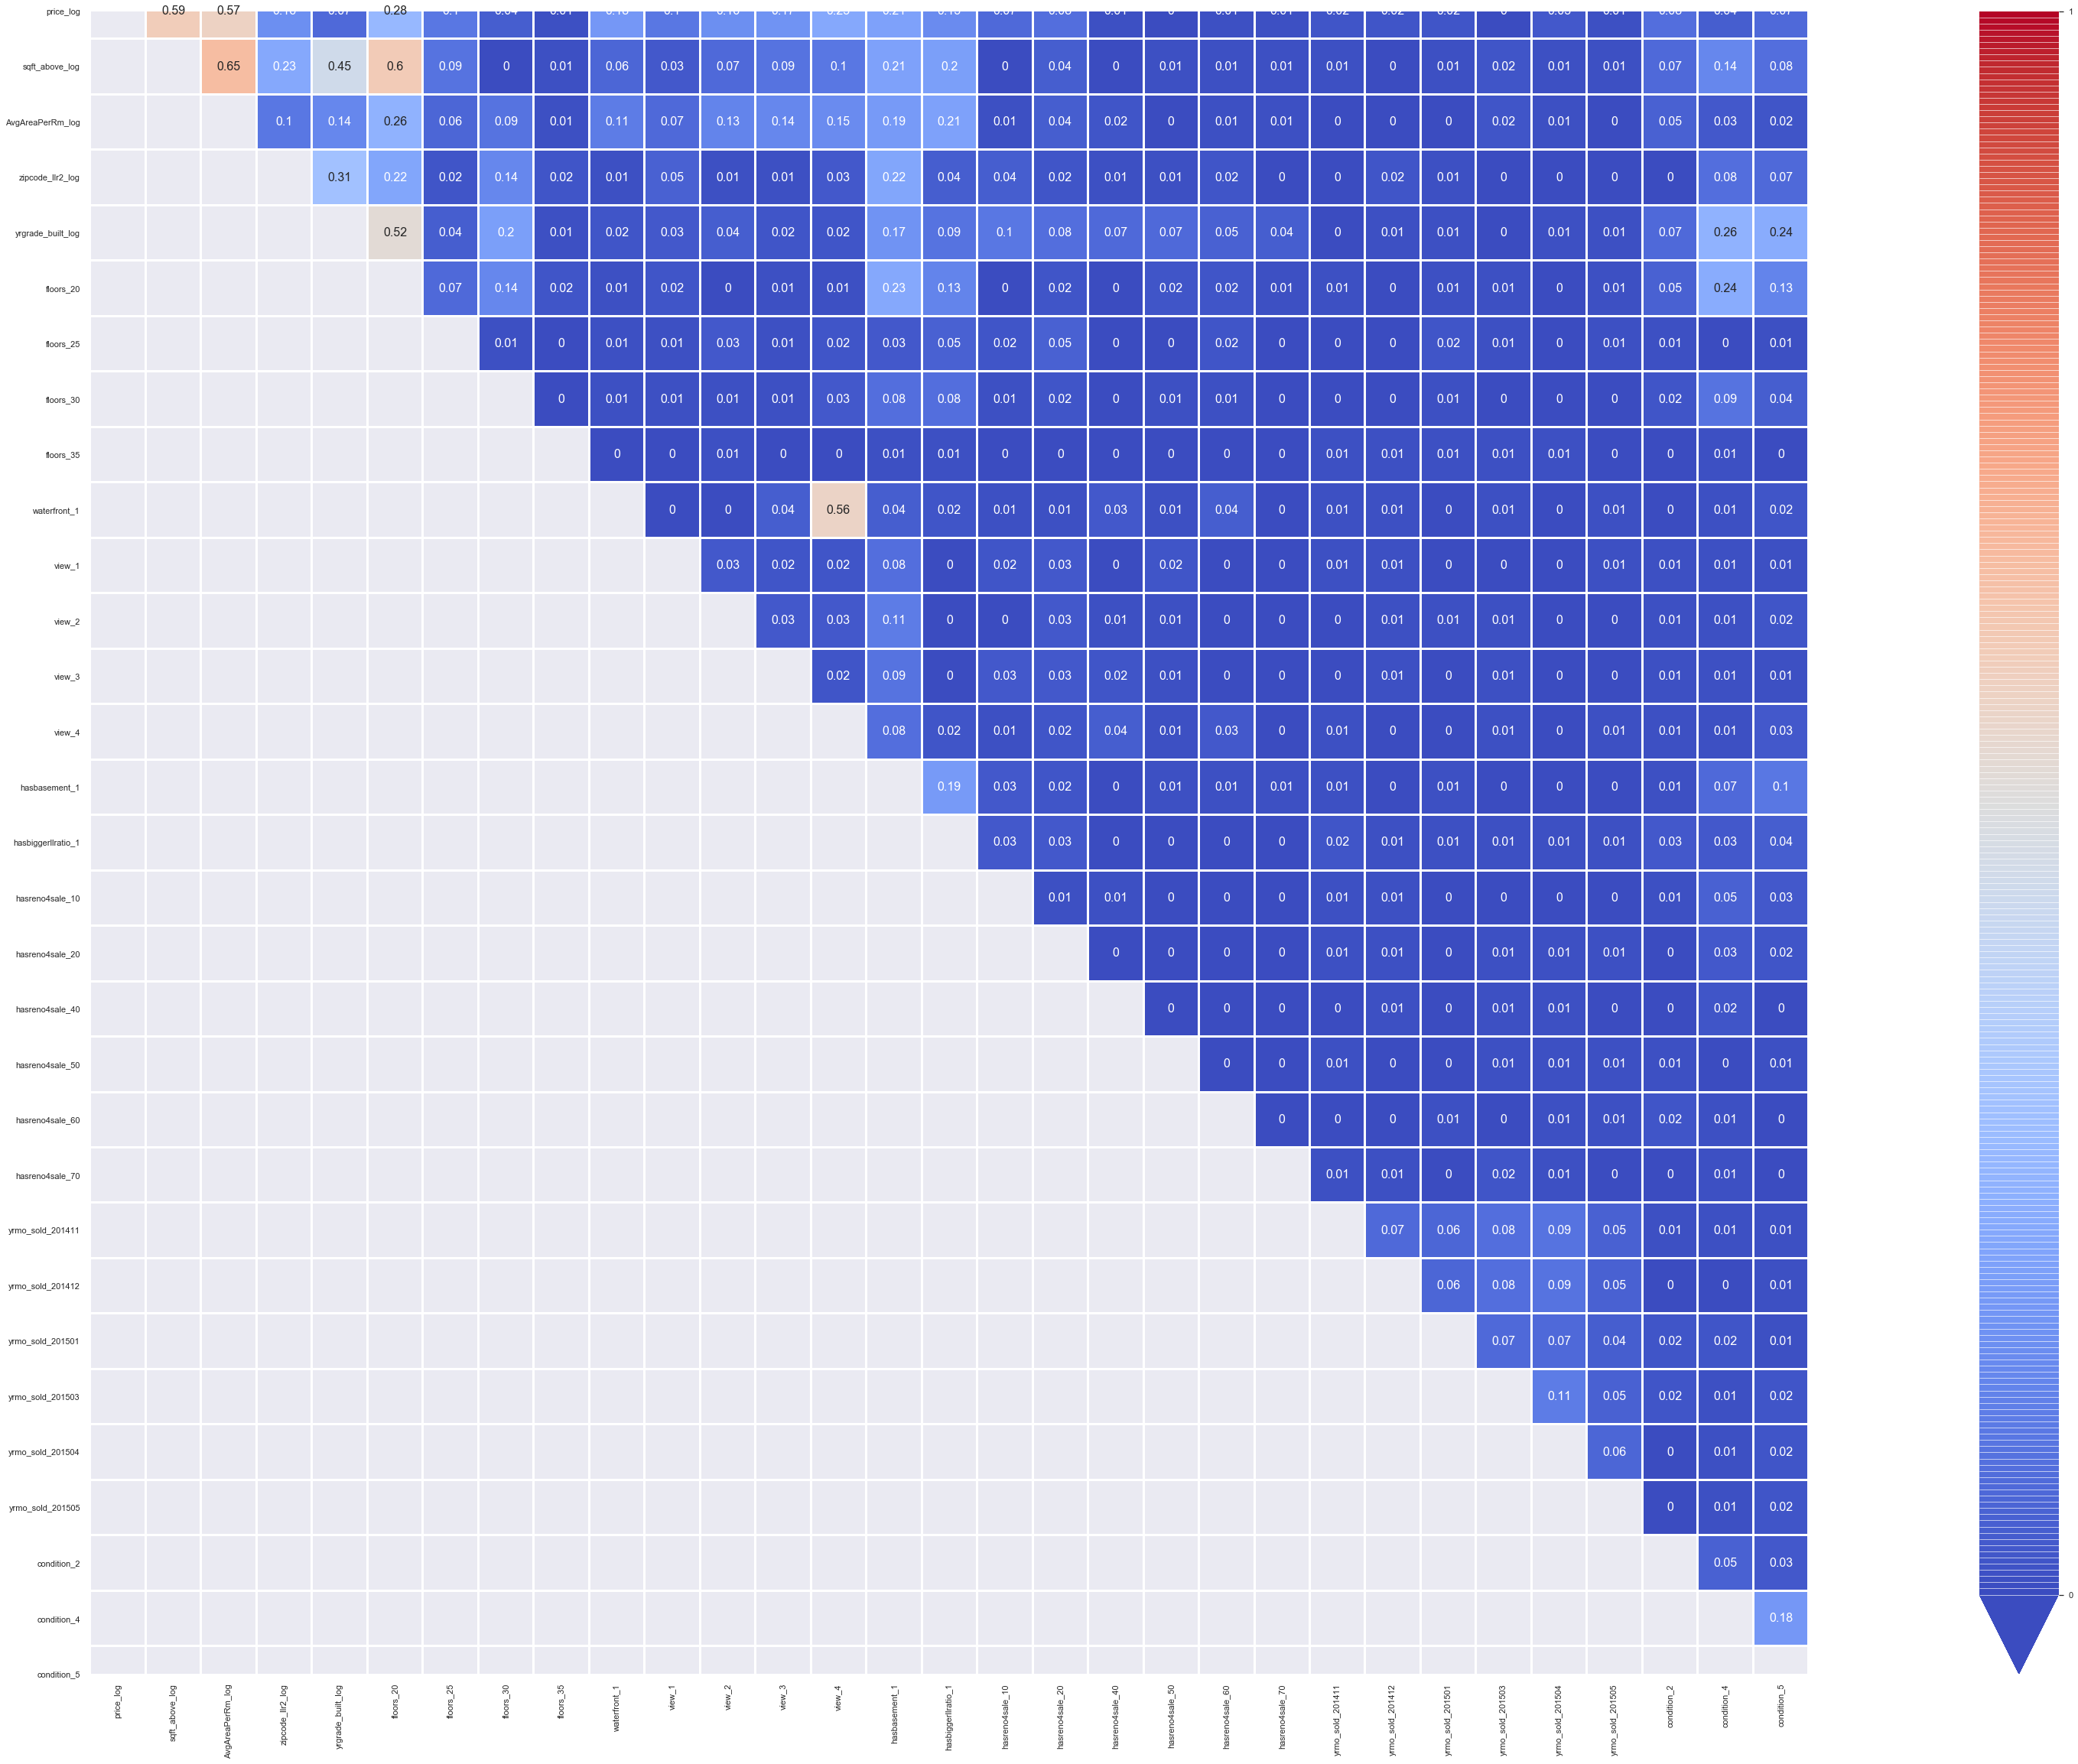 price_log 0.59 0.57 0.28
1
sqft_above_log 0.65 0.23 0.45 0.6 0.09 0 0.01 0.06 0.03 0.07 0.09 0.1 0.21 0.2 0 0.04 0 0.01 0.01 0.01 0.01 0 0.01 0.02 0.01 0.01 0.07 0.14 0.08
AvgAreaPerRm_log 0.1 0.14 0.26 0.06 0.09 0.01 0.11 0.07 0.13 0.14 0.15 0.19 0.21 0.01 0.04 0.02 0 0.01 0.01 0 0 0 0.02 0.01 0 0.05 0.03 0.02
zipcode_llr2_log 0.31 0.22 0.02 0.14 0.02 0.01 0.05 0.01 0.01 0.03 0.22 0.04 0.04 0.02 0.01 0.01 0.02 0 0 0.02 0.01 0 0 0 0 0.08 0.07
yrgrade_built_log 0.52 0.04 0.2 0.01 0.02 0.03 0.04 0.02 0.02 0.17 0.09 0.1 0.08 0.07 0.07 0.05 0.04 0 0.01 0.01 0 0.01 0.01 0.07 0.26 0.24
floors_20 0.07 0.14 0.02 0.01 0.02 0 0.01 0.01 0.23 0.13 0 0.02 0 0.02 0.02 0.01 0.01 0 0.01 0.01 0 0.01 0.05 0.24 0.13
floors_25 0.01 0 0.01 0.01 0.03 0.01 0.02 0.03 0.05 0.02 0.05 0 0 0.02 0 0 0 0.02 0.01 0 0.01 0.01 0 0.01
floors_30 0 0.01 0.01 0.01 0.01 0.03 0.08 0.08 0.01 0.02 0 0.01 0.01 0 0 0 0.01 0 0 0 0.02 0.09 0.04
floors_35 0 0 0.01 0 0 0.01 0.01 0 0 0 0 0 0 0.01 0.01 0.01 0.01 0.01 0 0 0.01 0
waterfront_1 0 0 0.04 0.56 0.04 0.02 0.01 0.01 0.03 0.01 0.04 0 0.01 0.01 0 0.01 0 0.01 0 0.01 0.02
view_1 0.03 0.02 0.02 0.08 0 0.02 0.03 0 0.02 0 0 0.01 0.01 0 0 0 0.01 0.01 0.01 0.01
view_2 0.03 0.03 0.11 0 0 0.03 0.01 0.01 0 0 0 0.01 0.01 0.01 0 0 0.01 0.01 0.02
view_3 0.02 0.09 0 0.03 0.03 0.02 0.01 0 0 0 0.01 0 0.01 0 0 0.01 0.01 0.01
view_4 0.08 0.02 0.01 0.02 0.04 0.01 0.03 0 0.01 0 0 0.01 0 0.01 0.01 0.01 0.03
hasbasement_1 0.19 0.03 0.02 0 0.01 0.01 0.01 0.01 0 0.01 0 0 0 0.01 0.07 0.1
hasbiggerllratio_1 0.03 0.03 0 0 0 0 0.02 0.01 0.01 0.01 0.01 0.01 0.03 0.03 0.04
hasreno4sale_10 0.01 0.01 0 0 0 0.01 0.01 0 0 0 0 0.01 0.05 0.03
hasreno4sale_20 0 0 0 0 0.01 0.01 0 0.01 0.01 0.01 0 0.03 0.02
hasreno4sale_40 0 0 0 0 0.01 0 0.01 0.01 0 0 0.02 0
hasreno4sale_50 0 0 0.01 0 0 0.01 0.01 0.01 0.01 0 0.01
hasreno4sale_60 0 0 0 0.01 0 0.01 0.01 0.02 0.01 0
hasreno4sale_70 0.01 0.01 0 0.02 0.01 0 0 0.01 0
yrmo_sold_201411 0.07 0.06 0.08 0.09 0.05 0.01 0.01 0.01
yrmo_sold_201412 0.06 0.08 0.09 0.05 0 0 0.01
yrmo_sold_201501 0.07 0.07 0.04 0.02 0.02 0.01
yrmo_sold_201503 0.11 0.05 0.02 0.01 0.02
yrmo_sold_201504 0.06 0 0.01 0.02
yrmo_sold_201505 0 0.01 0.02
condition_2 0.05 0.03
0
condition_4 0.18
condition_5
price_log
sqft_above_log
AvgAreaPerRm_log
zipcode_llr2_log
yrgrade_built_log
floors_20
floors_25
floors_30
floors_35
waterfront_1
view_1
view_2
view_3
view_4
hasbasement_1
hasbiggerllratio_1
hasreno4sale_10
hasreno4sale_20
hasreno4sale_40
hasreno4sale_50
hasreno4sale_60
hasreno4sale_70
yrmo_sold_201411
yrmo_sold_201412
yrmo_sold_201501
yrmo_sold_201503
yrmo_sold_201504
yrmo_sold_201505
condition_2
condition_4
condition_5